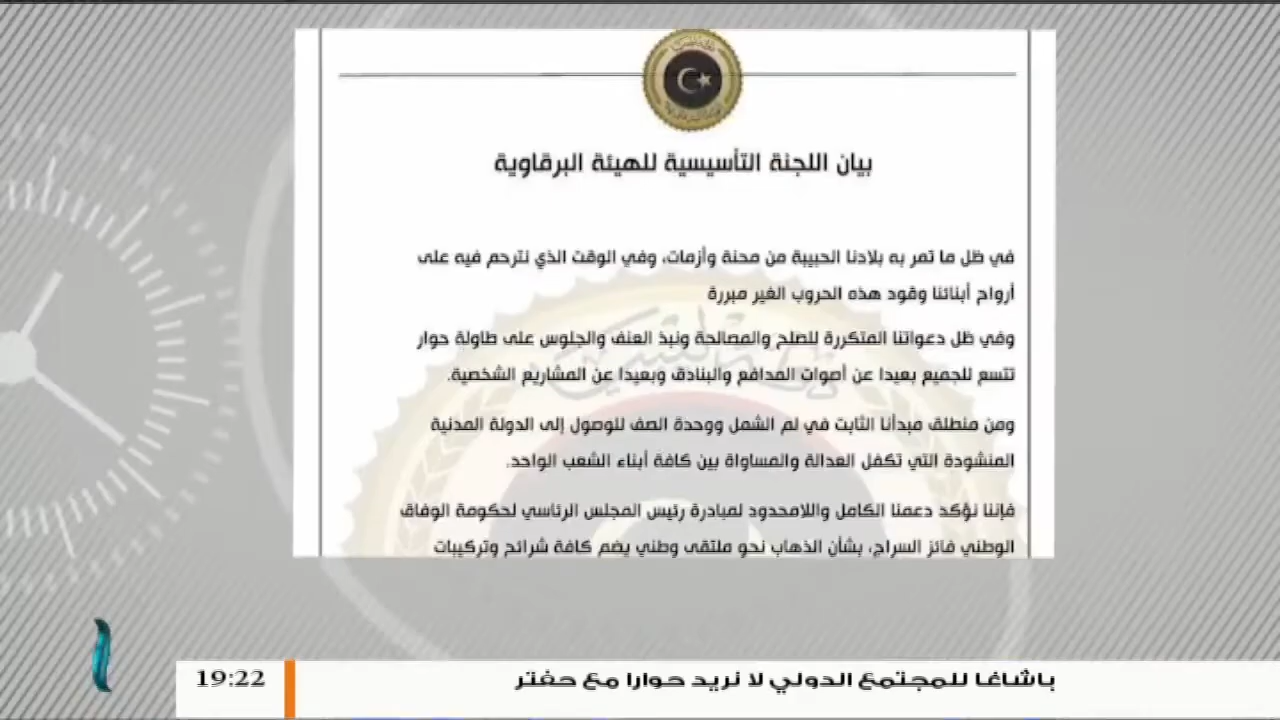 بيان اللجنة التأسيسية للهيئة البرقاوية
في ظل ما تمر به بلادنا الحبيبة من محنة وأزمات، وفي الوقت الذي نترحم فيه على
أرواح أبنائنا وقود هذه الحروب الغير مبررة
وفي ظل دعواتنا المتكررة للصلح والمصالحة ونبذ العنف والجلوس على طاولة حوار
تتسع للجميع بعيدا عن أصوات المدافع والبنادق وبعيدا عن المشاريع الشخصية.
ومن منطلق مبدأنا الثابت في لم الشمل ووحدة الصف للوصول إلى الدولة المدنية
المنشودة التي تكفل العدالة والمساواة بين كافة أبناء الشعب الواحد.
فإننا نؤكد دعمنا الكامل واللامحدود لمبادرة رئيس المجلس الرئاسي لحكومة الوفاق
الوطني فائز السراج، بشأن الذهاب نحو ملتقى وطني يضم كافة شرائح وتركيبات
باشاغا للمجتمع الدولي لا نريد حوارا مع حفتر
19:22